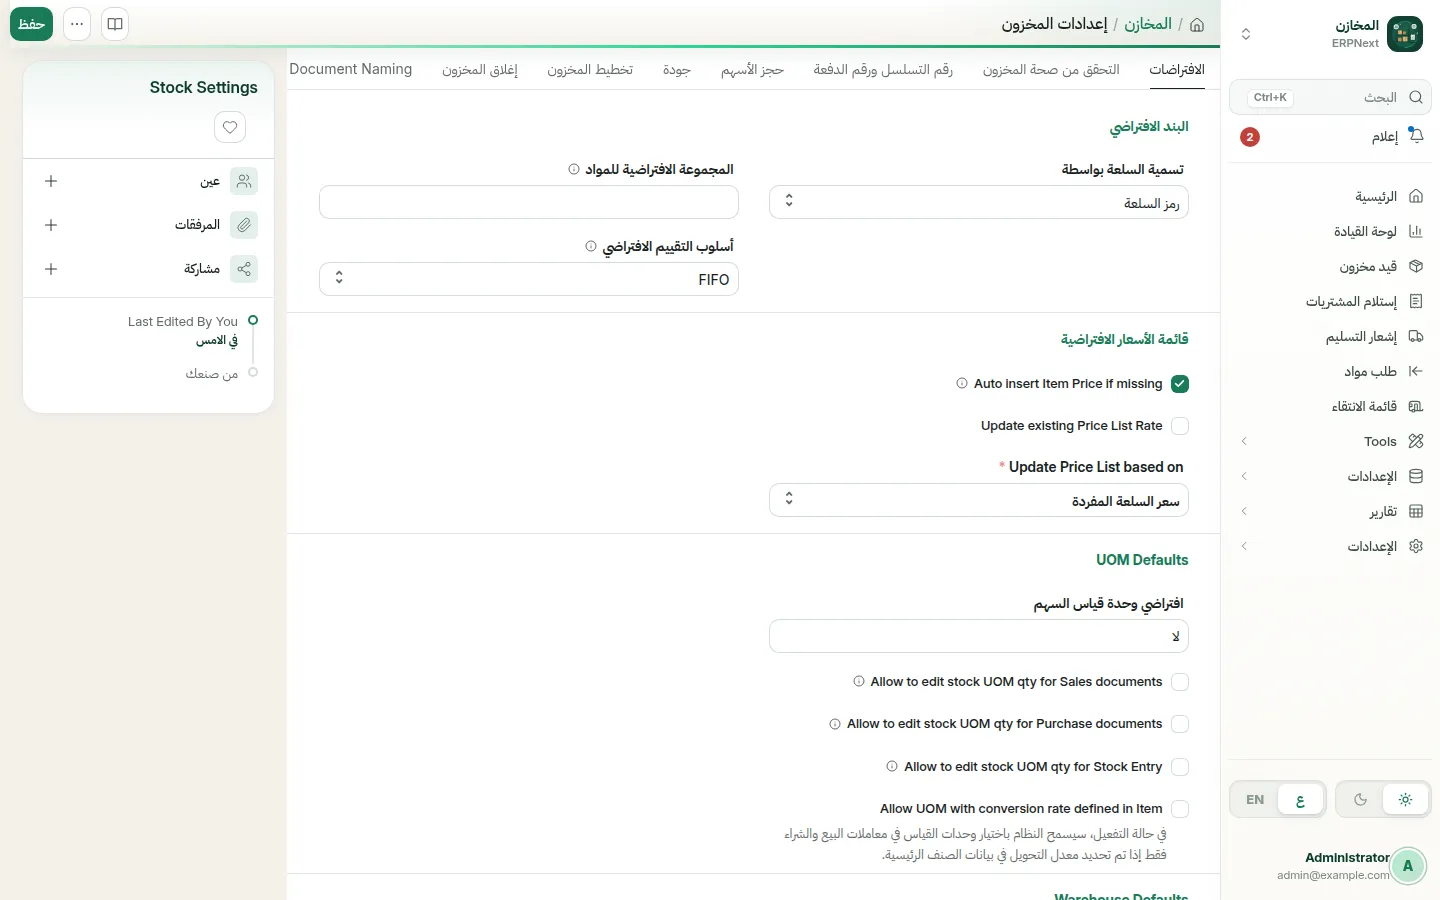 المخازن
ERPNext
البحث
Ctrl+K
إعلام
2
الرئيسية
لوحة القيادة
قيد مخزون
إستلام المشتريات
إشعار التسليم
طلب مواد
قائمة الانتقاء
Tools
الإعدادات
تقارير
الإعدادات
ع
EN
Administrator
admin@example.com
A
/ المخازن / إعدادات المخزون
حفظ
الافتراضات
التحقق من صحة المخزون
رقم التسلسل ورقم الدفعة
حجز الأسهم
جودة
تخطيط المخزون
إغلاق المخزون
Document Naming
البند الافتراضي
تسمية السلعة بواسطة
رمز السلعة
المجموعة الافتراضية للمواد
أسلوب التقييم الافتراضي
FIFO
قائمة الأسعار الافتراضية
Auto insert Item Price if missing
Update existing Price List Rate
Update Price List based on *
سعر السلعة المفردة
UOM Defaults
افتراضي وحدة قياس السهم
لا
Allow to edit stock UOM qty for Sales documents
Allow to edit stock UOM qty for Purchase documents
Allow to edit stock UOM qty for Stock Entry
Allow UOM with conversion rate defined in Item
في حالة التفعيل، سيسمح النظام باختيار وحدات القياس في معاملات البيع والشراء
فقط إذا تم تحديد معدل التحويل في بيانات الصنف الرئيسية.
Warehouse Defaults
Stock Settings
عين
المرفقات
مشاركة
Last Edited By You
في الامس
من صنعك